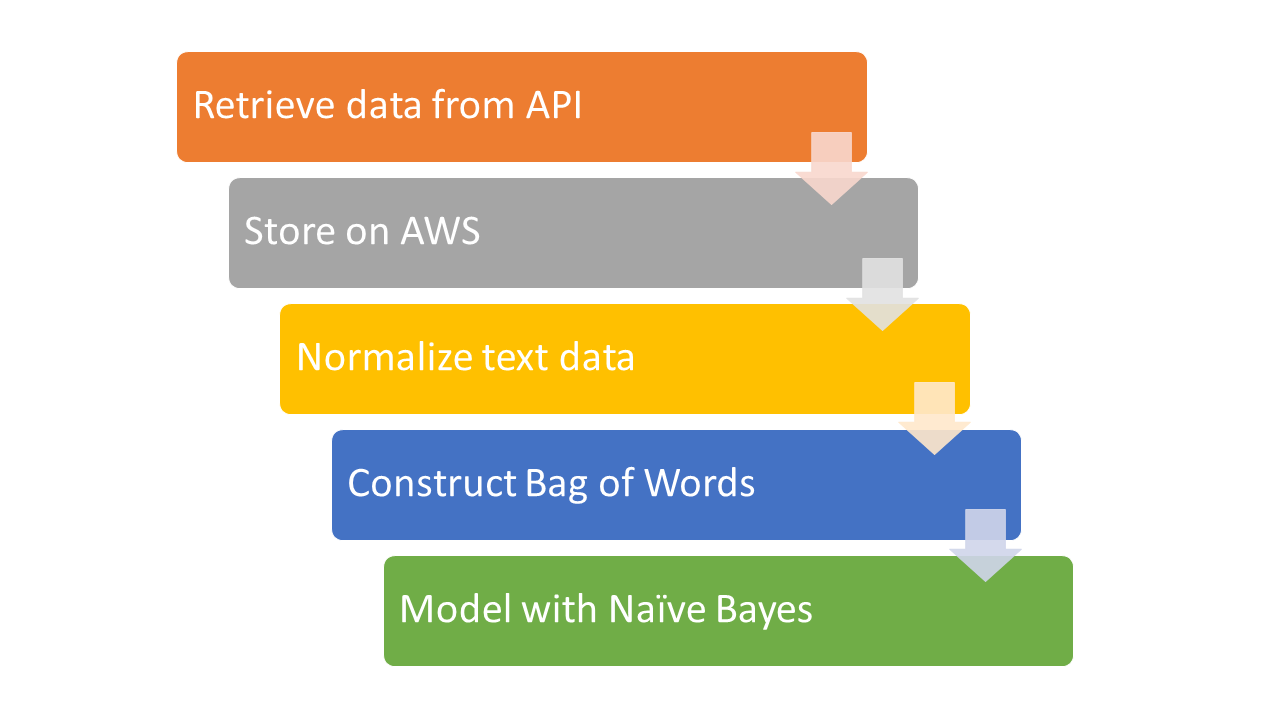 Retrieve data from API
Store on AWS
Normalize text data
Construct Bag of Words
Model with Naïve Bayes